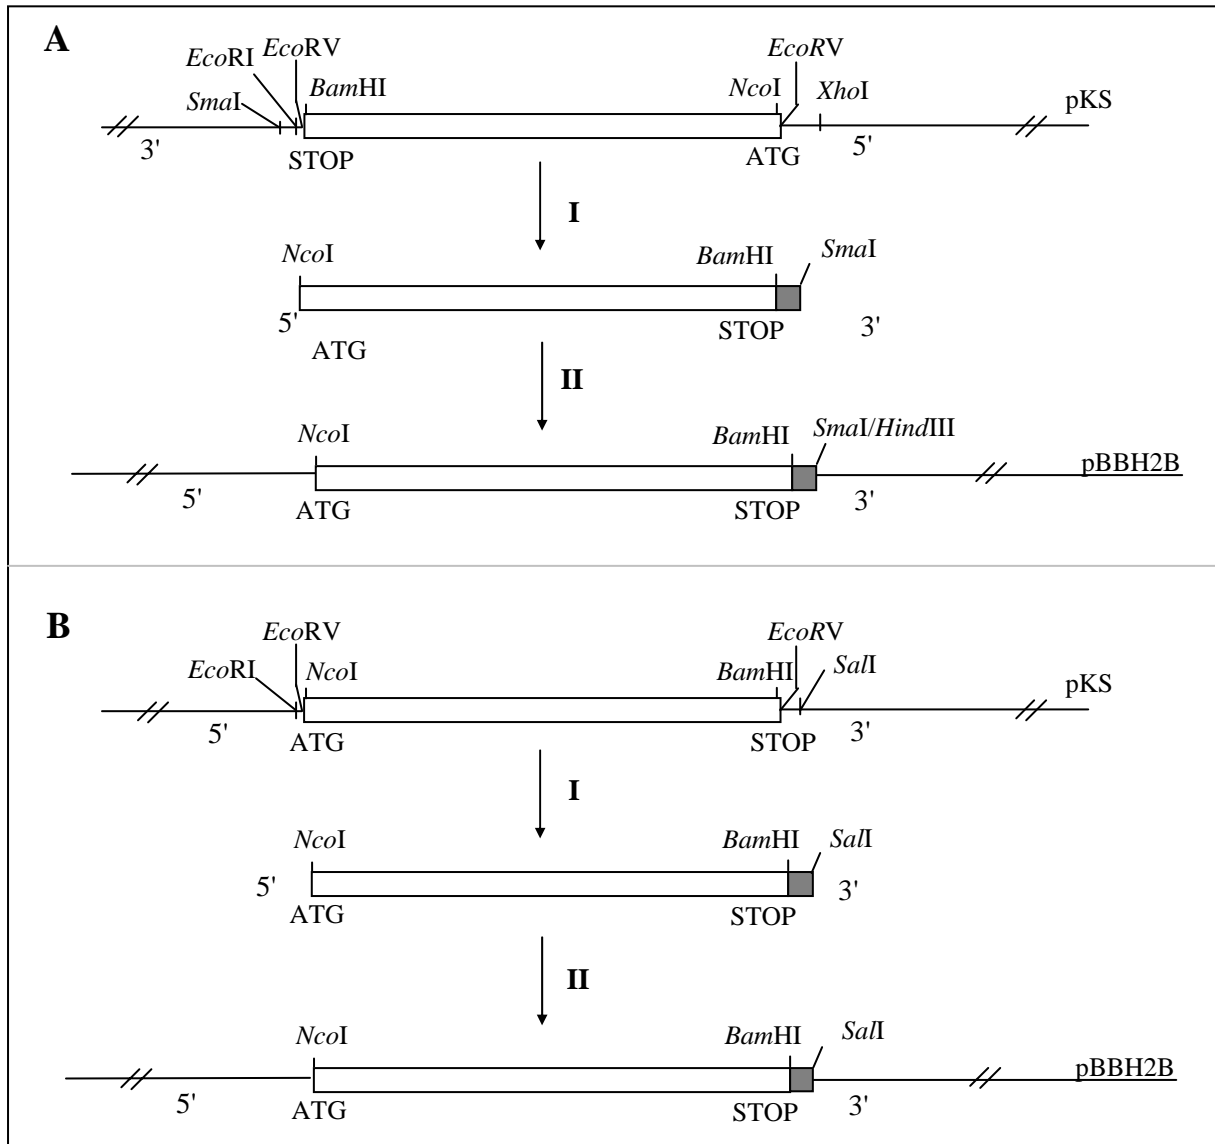 A
EcoRI EcoRV EcoRV
SmaI BamHI NcoI XhoI pKS
3' STOP ATG 5'
I
NcoI BamHI SmaI
5' ATG STOP 3'
II
NcoI BamHI SmaI/HindIII pBBH2B
5' ATG STOP 3'
B
EcoRV EcoRV
EcoRI NcoI BamHI SalI pKS
5' ATG STOP 3'
I
NcoI BamHI SalI
5' ATG STOP 3'
II
NcoI BamHI SalI pBBH2B
5' ATG STOP 3'